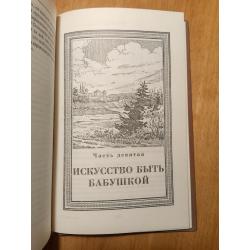 Часть девятая
ИСКУССТВО БЫТЬ
БАБУШКОЙ